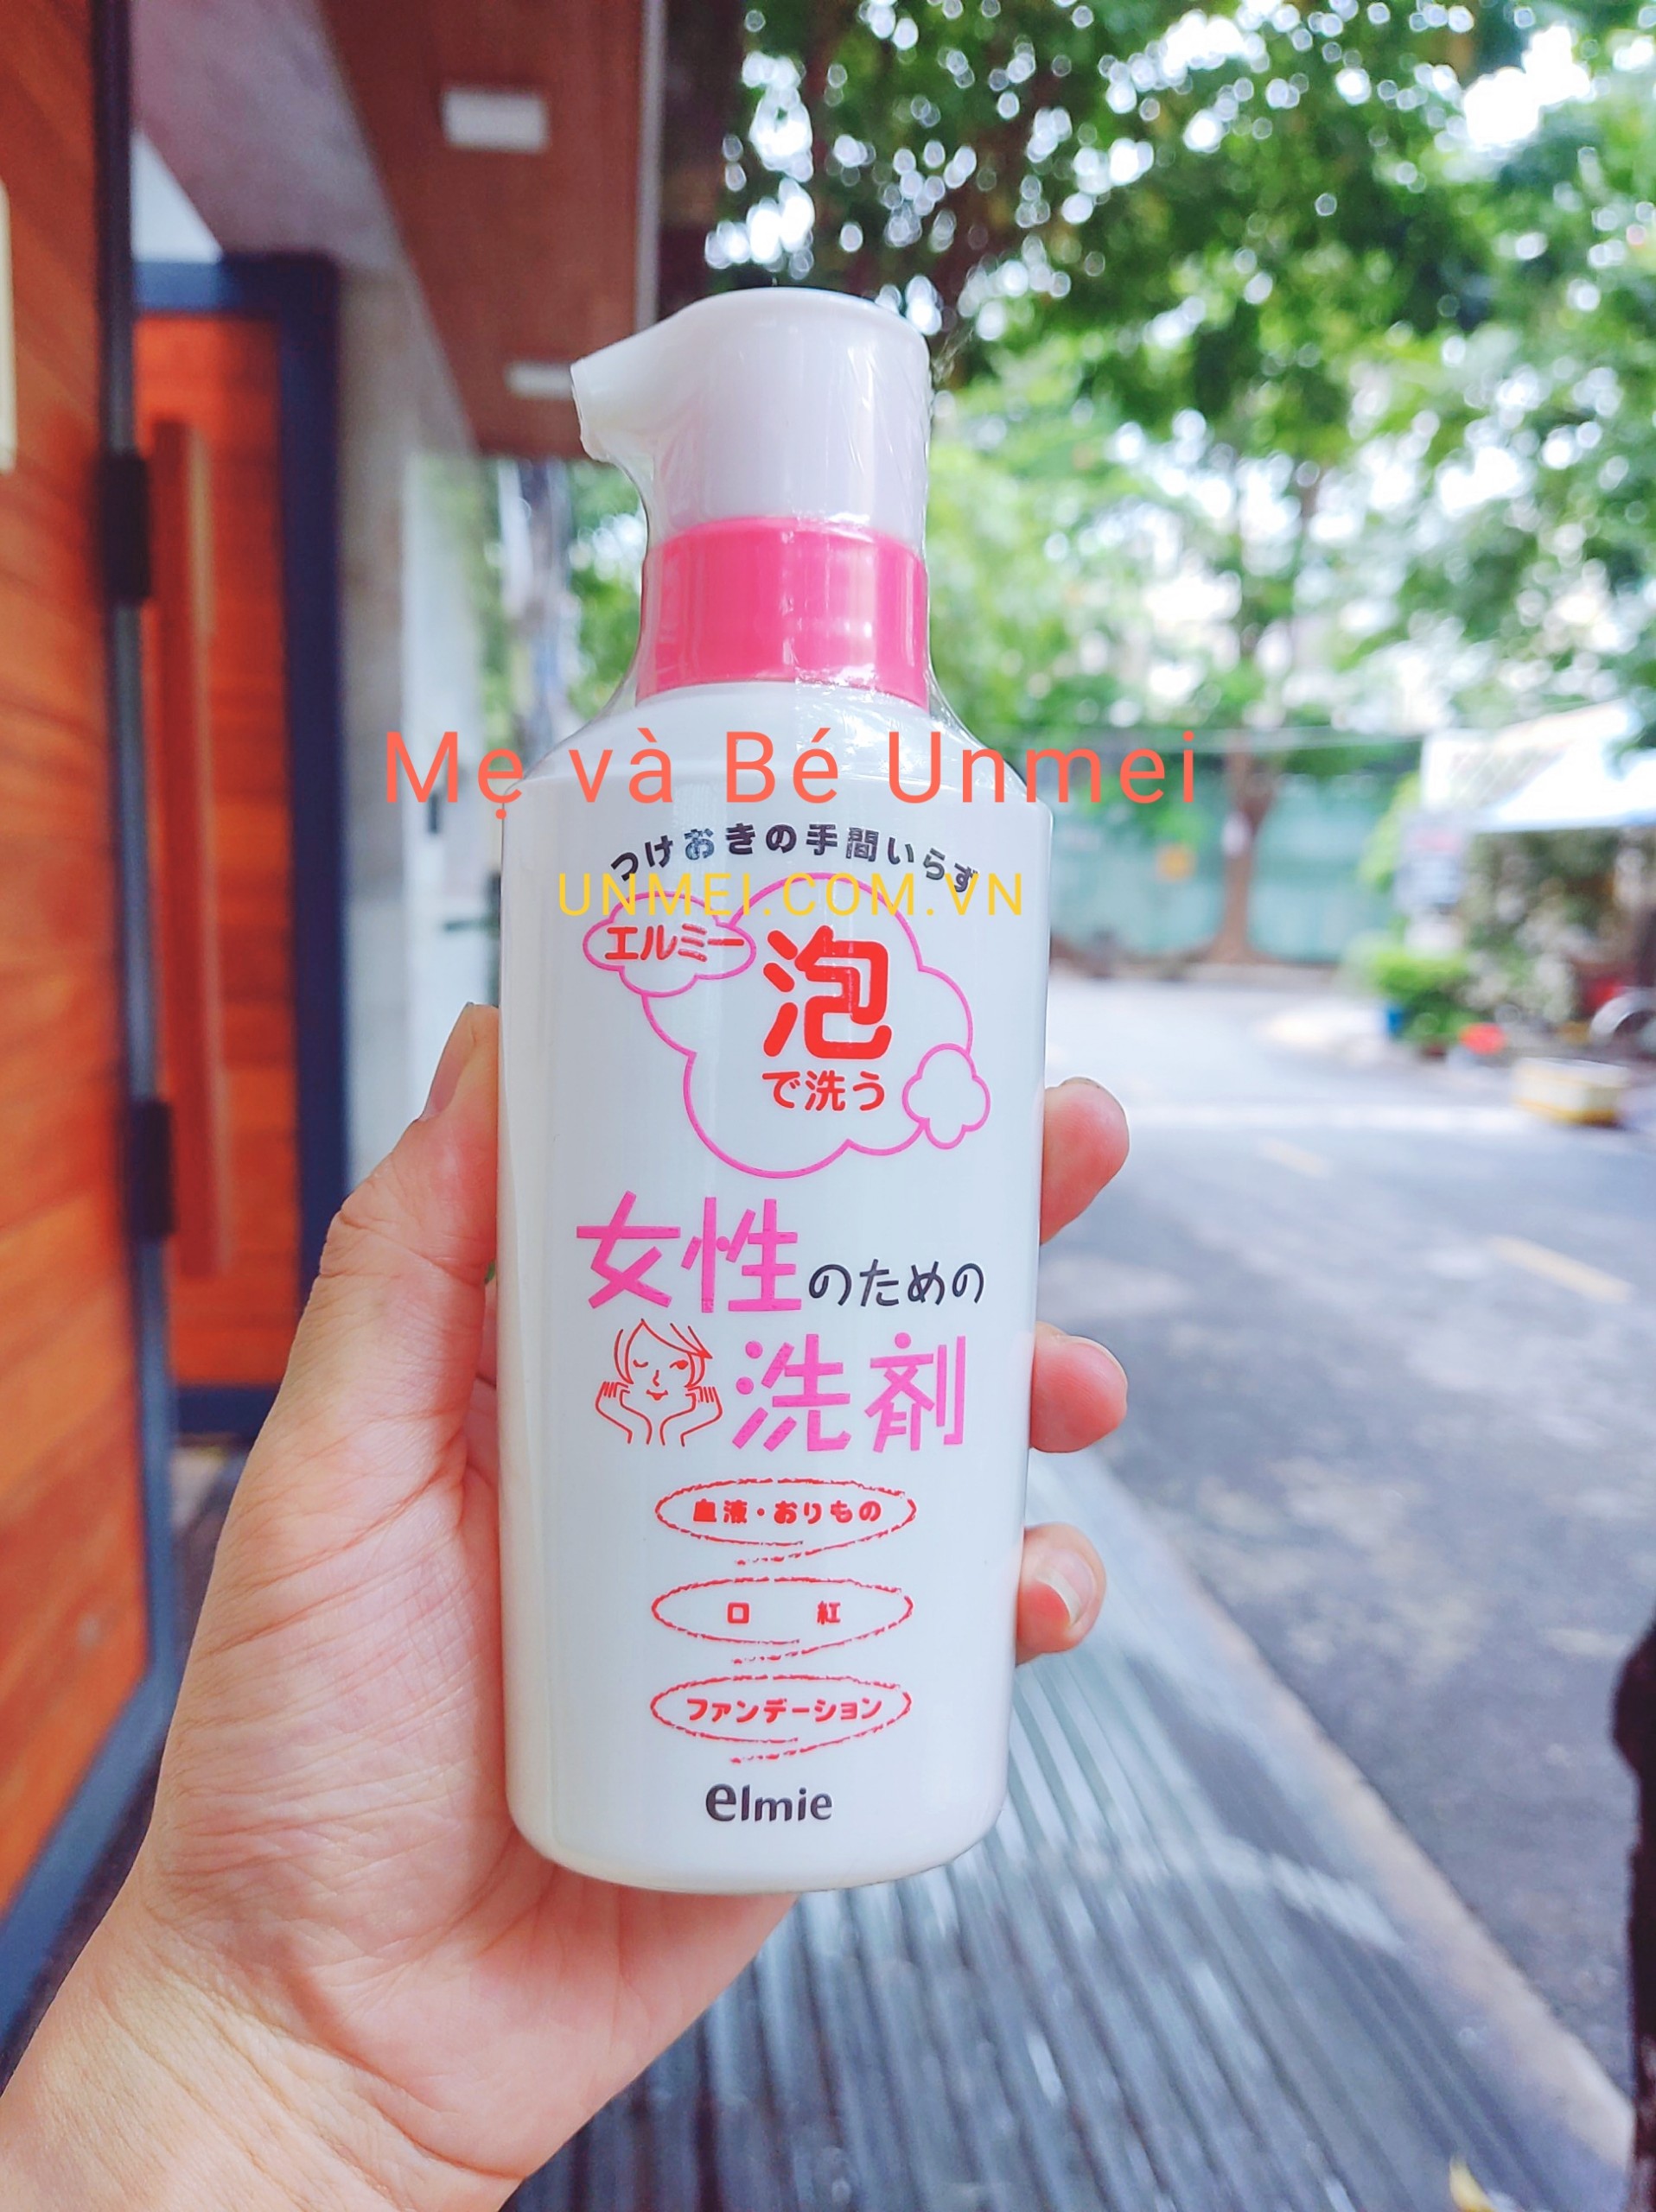 Mẹ và Bé Unmei
つけおきの手間いらず
UNMEI.COM.VN
エルミー
泡
で洗う
女性のための
洗剤
血液・おりもの
口紅
ファンデーション
elmie